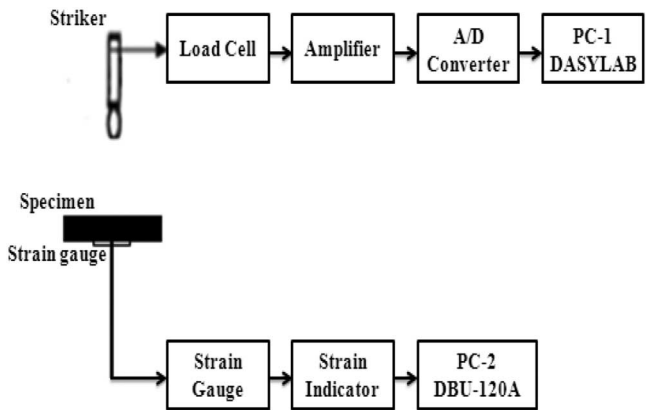 Striker
Load Cell
Amplifier
A/D
Converter
PC-1
DASYLAB
Specimen
Strain gauge
Strain
Gauge
Strain
Indicator
PC-2
DBU-120A